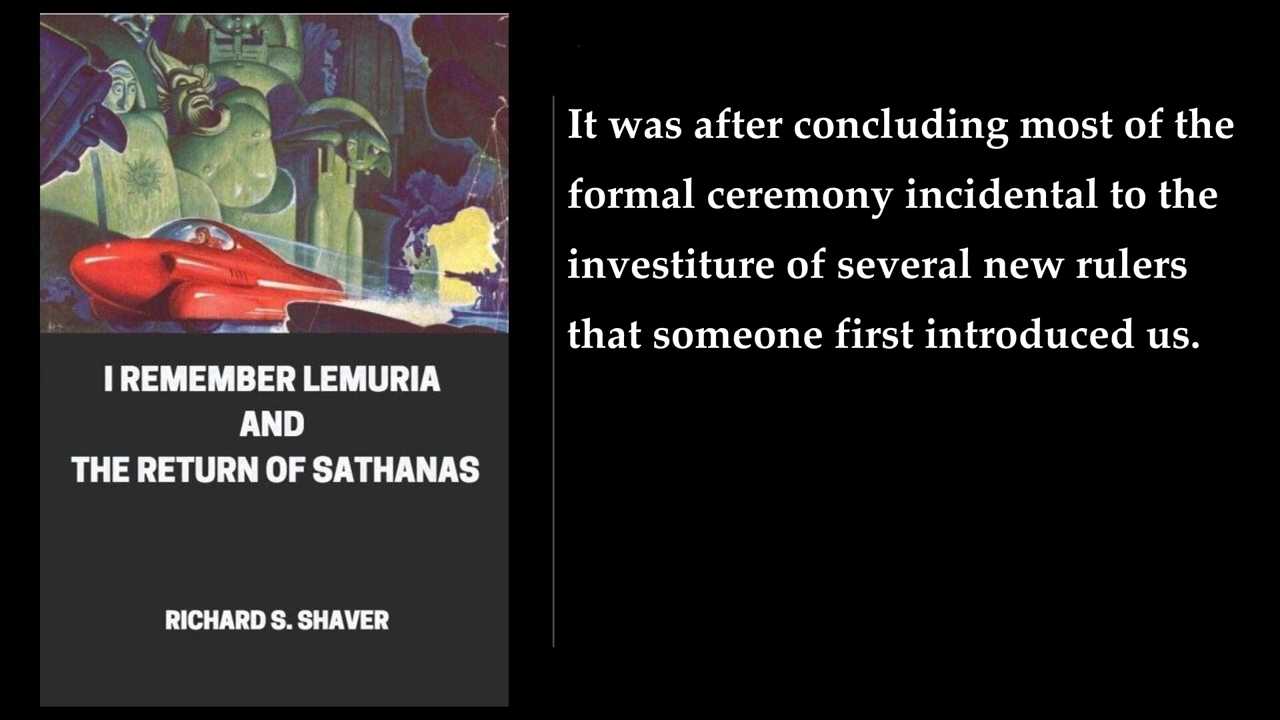 I REMEMBER LEMURIA
AND
THE RETURN OF SATHANAS
RICHARD S. SHAVER
It was after concluding most of the
formal ceremony incidental to the
investiture of several new rulers
that someone first introduced us.